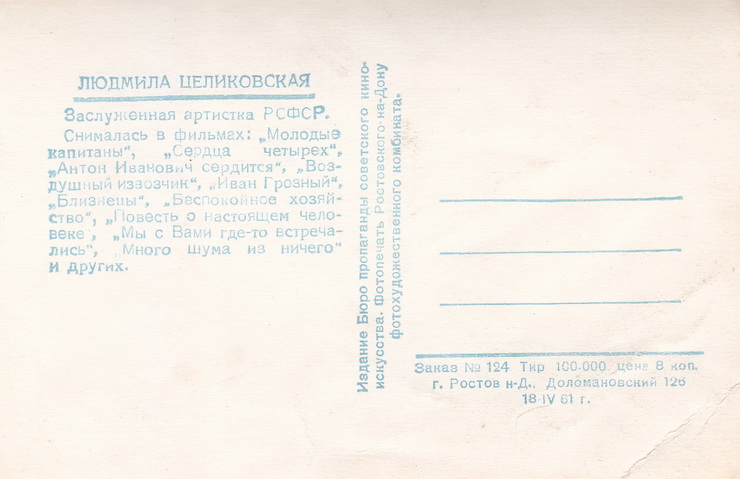 ЛЮДМИЛА ЦЕЛИКОВСКАЯ
Заслуженная артистка РСФСР.
Снималась в фильмах: „Молодые
капитаны“, „Сердца четырех“,
„Антон Иванович сердится“, „Воз-
душный извозчик“, „Иван Грозный“,
„Близнецы“, „Беспокойное хозяй-
ство“, „Повесть о настоящем чело-
веке“, „Мы с Вами где-то встреча-
лись“, „Много шума из ничего“
и других.
Издание Бюро пропаганды советского кино-
искусства. Фотопечать Ростовского-на-Дону
фотохудожественного комбината.
Заказ № 124 Тир 100.000. цена 8 коп.
г. Ростов н-Д., Доломановский 126
18-IV 61 г.